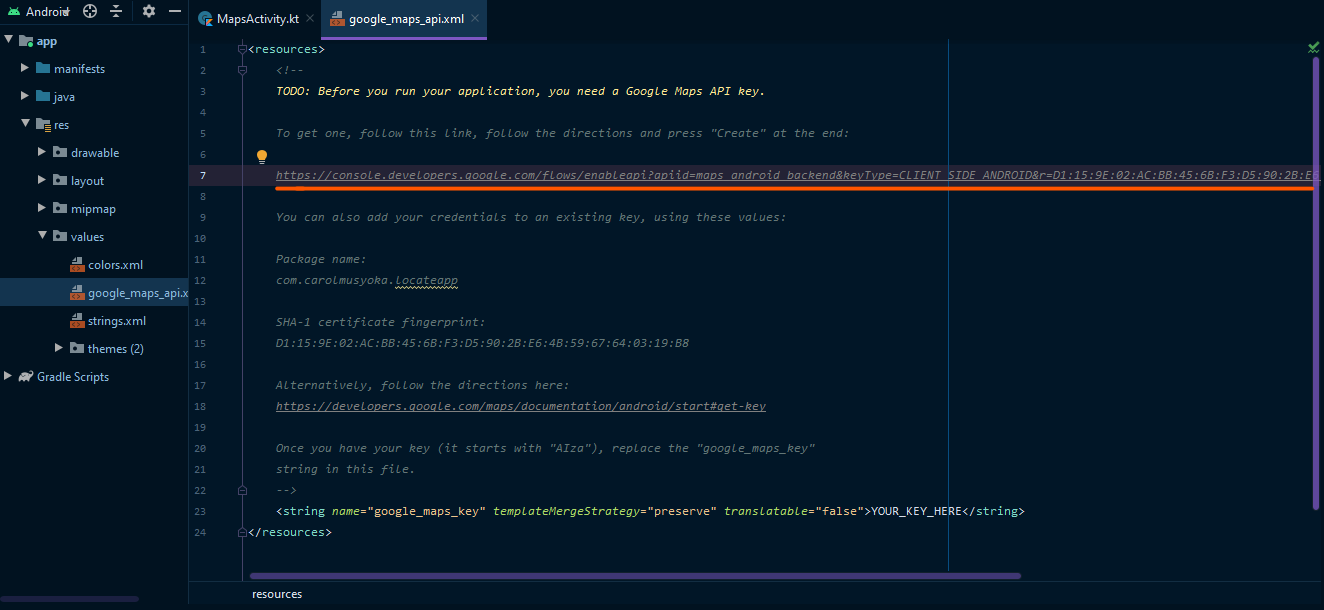 Android
MapsActivity.kt
google_maps_api.xml
app
manifests
java
res
drawable
layout
mipmap
values
colors.xml
google_maps_api.x
strings.xml
themes (2)
Gradle Scripts
1 <resources>
2 <!--
3 TODO: Before you run your application, you need a Google Maps API key.
4
5 To get one, follow this link, follow the directions and press "Create" at the end:
6
7 https://console.developers.google.com/flows/enableapi?apiid=maps_android_backend&keyType=CLIENT_SIDE_ANDROID&r=D1:15:9E:02:AC:BB:45:6B:F3:D5:90:2B:E6
8
9 You can also add your credentials to an existing key, using these values:
10
11 Package name:
12 com.carolmusyoka.locateapp
13
14 SHA-1 certificate fingerprint:
15 D1:15:9E:02:AC:BB:45:6B:F3:D5:90:2B:E6:4B:59:67:64:03:19:B8
16
17 Alternatively, follow the directions here:
18 https://developers.google.com/maps/documentation/android/start#get-key
19
20 Once you have your key (it starts with "AIza"), replace the "google_maps_key"
21 string in this file.
22 -->
23 <string name="google_maps_key" templateMergeStrategy="preserve" translatable="false">YOUR_KEY_HERE</string>
24 </resources>
resources